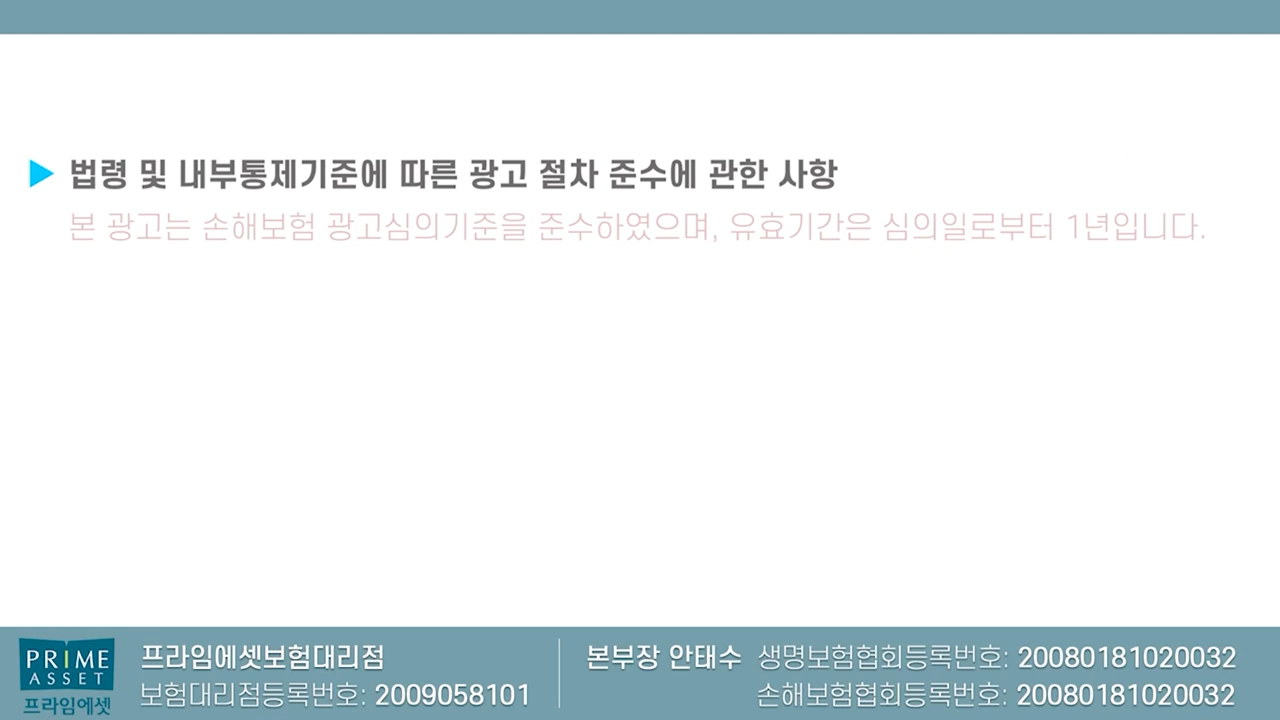 ▶ 법령 및 내부통제기준에 따른 광고 절차 준수에 관한 사항
본 광고는 손해보험 광고심의기준을 준수하였으며, 유효기간은 심의일로부터 1년입니다.
PRIME
ASSET
프라임에셋
프라임에셋보험대리점
보험대리점등록번호: 2009058101
본부장 안태수 생명보험협회등록번호: 20080181020032
손해보험협회등록번호: 20080181020032